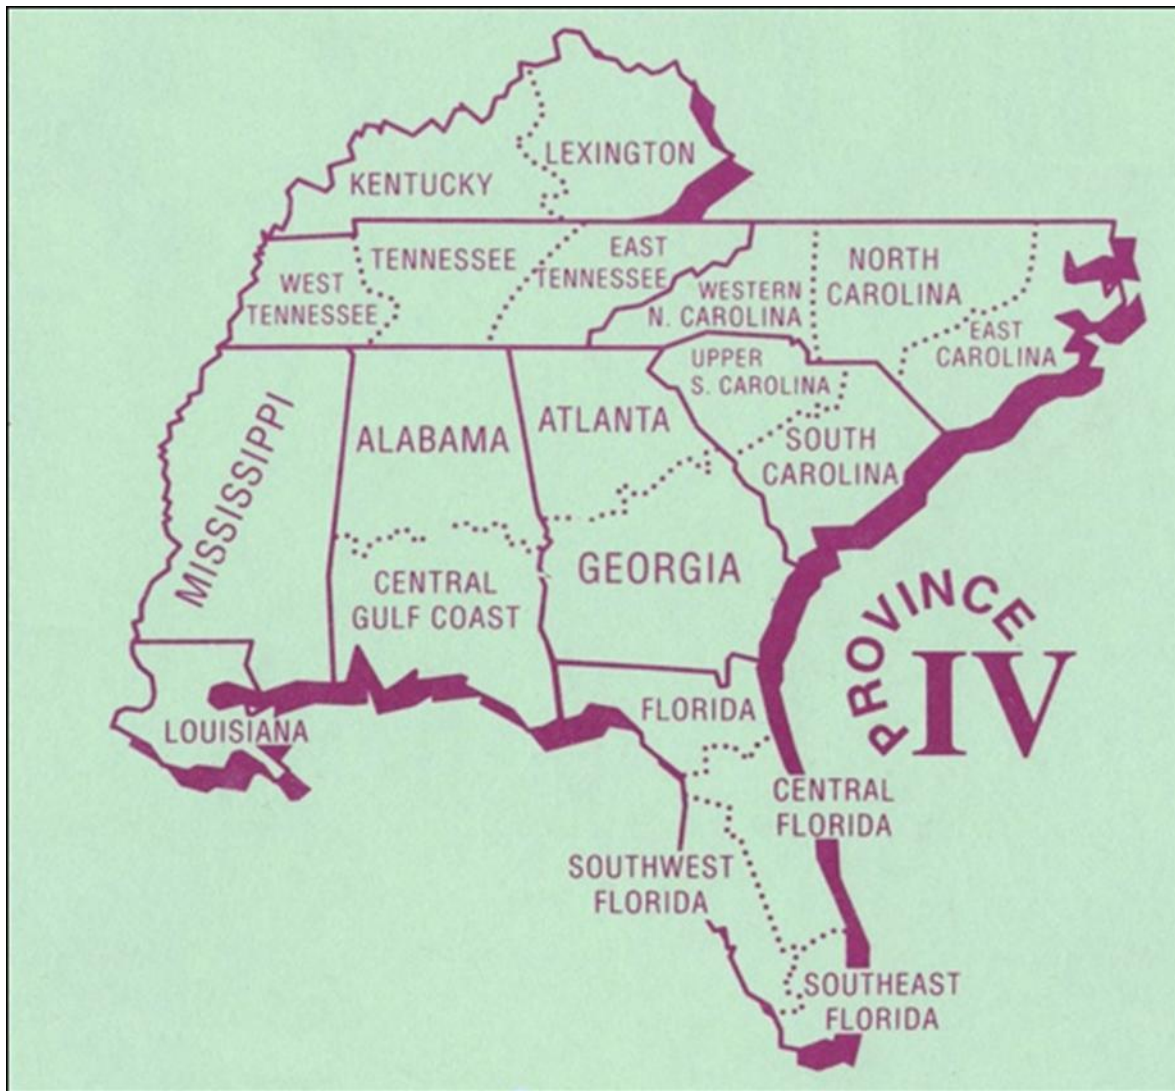 LEXINGTON
KENTUCKY
TENNESSEE
EAST
TENNESSEE
WEST
TENNESSEE
NORTH
CAROLINA
WESTERN
N. CAROLINA
EAST
CAROLINA
UPPER
S. CAROLINA
SOUTH
CAROLINA
MISSISSIPPI
ALABAMA
ATLANTA
CENTRAL
GULF COAST
GEORGIA
PROVINCE
IV
LOUISIANA
FLORIDA
CENTRAL
FLORIDA
SOUTHWEST
FLORIDA
SOUTHEAST
FLORIDA